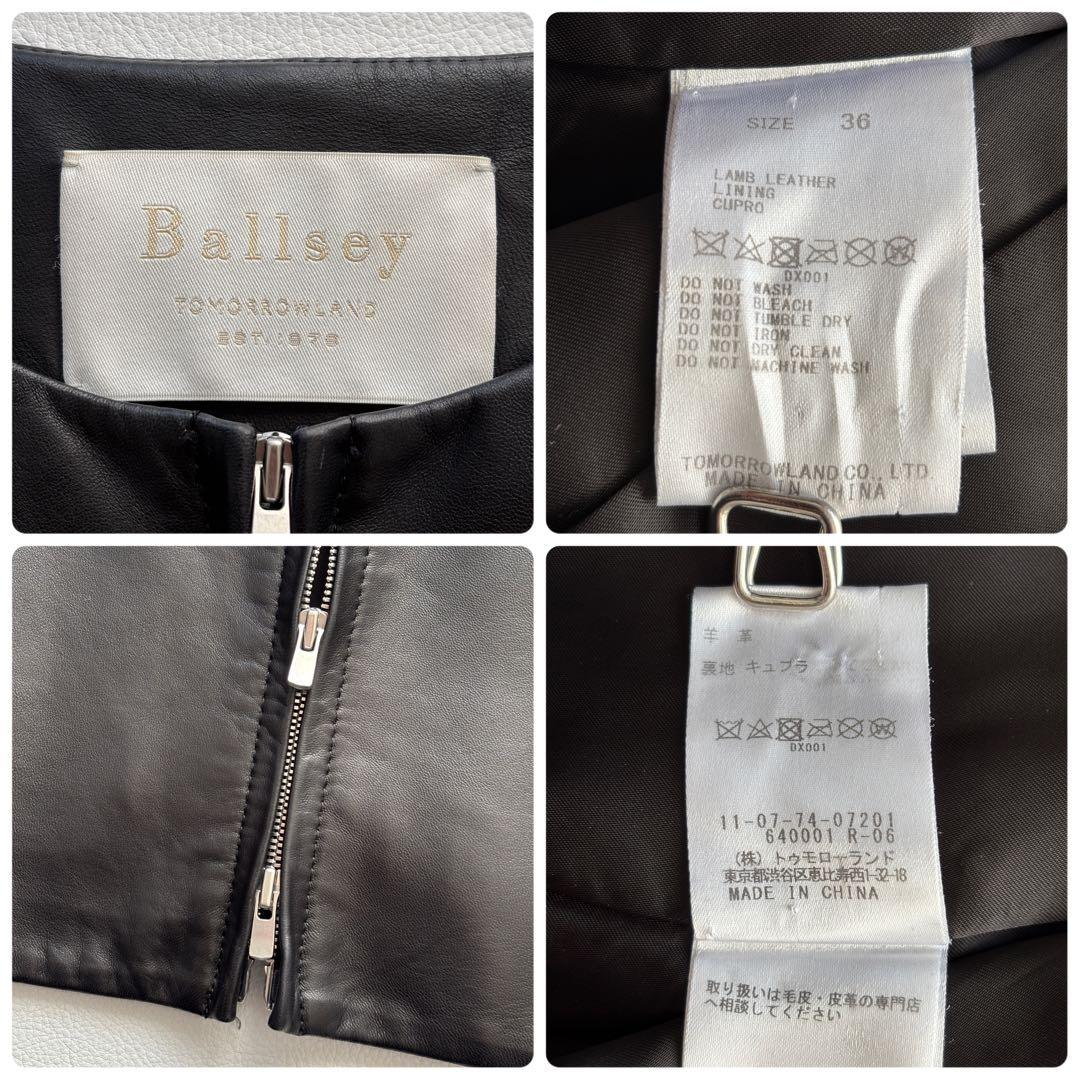 Ballsey
TOMORROWLAND
EST. 1978
SIZE 36
LAMB LEATHER
LINING
CUPRO
DX001
DO NOT WASH
DO NOT BLEACH
DO NOT TUMBLE DRY
DO NOT IRON
DO NOT DRY CLEAN
DO NOT MACHINE WASH
TOMORROWLAND CO., LTD.
MADE IN CHINA
羊革
裏地 キュプラ
DX001
11-07-74-07201
640001 R-06
(株) トゥモローランド
東京都渋谷区恵比寿西1-32-18
MADE IN CHINA
取り扱いは毛皮・皮革の専門店
へ相談してください